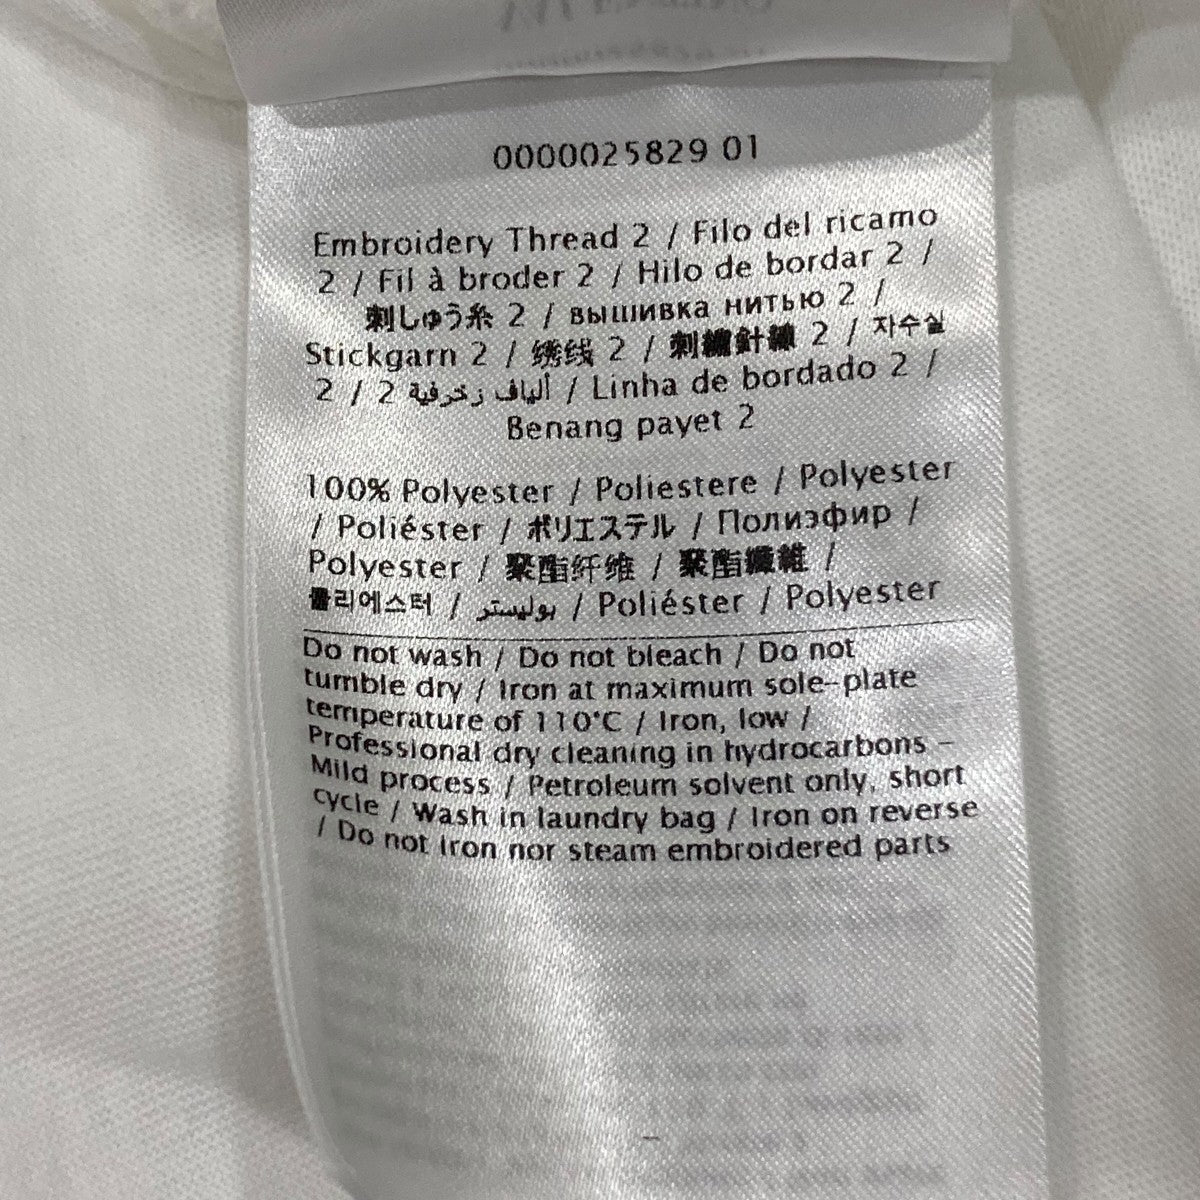 0000025829 01
Embroidery Thread 2 / Filo del ricamo
2 / Fil à broder 2 / Hilo de bordar 2 /
刺しゅう糸 2 / вышивка нитью 2 /
Stickgarn 2 / 绣线 2 / 刺繡針線 2 / 자수실
2 / 2 ألياف زخرفية / Linha de bordado 2 /
Benang payet 2
100% Polyester / Poliestere / Polyester
/ Poliéster / ポリエステル / Полиэфир /
Polyester / 聚酯纤维 / 聚酯纖維 /
폴리에스터 / بوليستر / Poliéster / Polyester
Do not wash / Do not bleach / Do not
tumble dry / Iron at maximum sole-plate
temperature of 110°C / Iron, low /
Professional dry cleaning in hydrocarbons –
Mild process / Petroleum solvent only, short
cycle / Wash in laundry bag / Iron on reverse
/ Do not iron nor steam embroidered parts